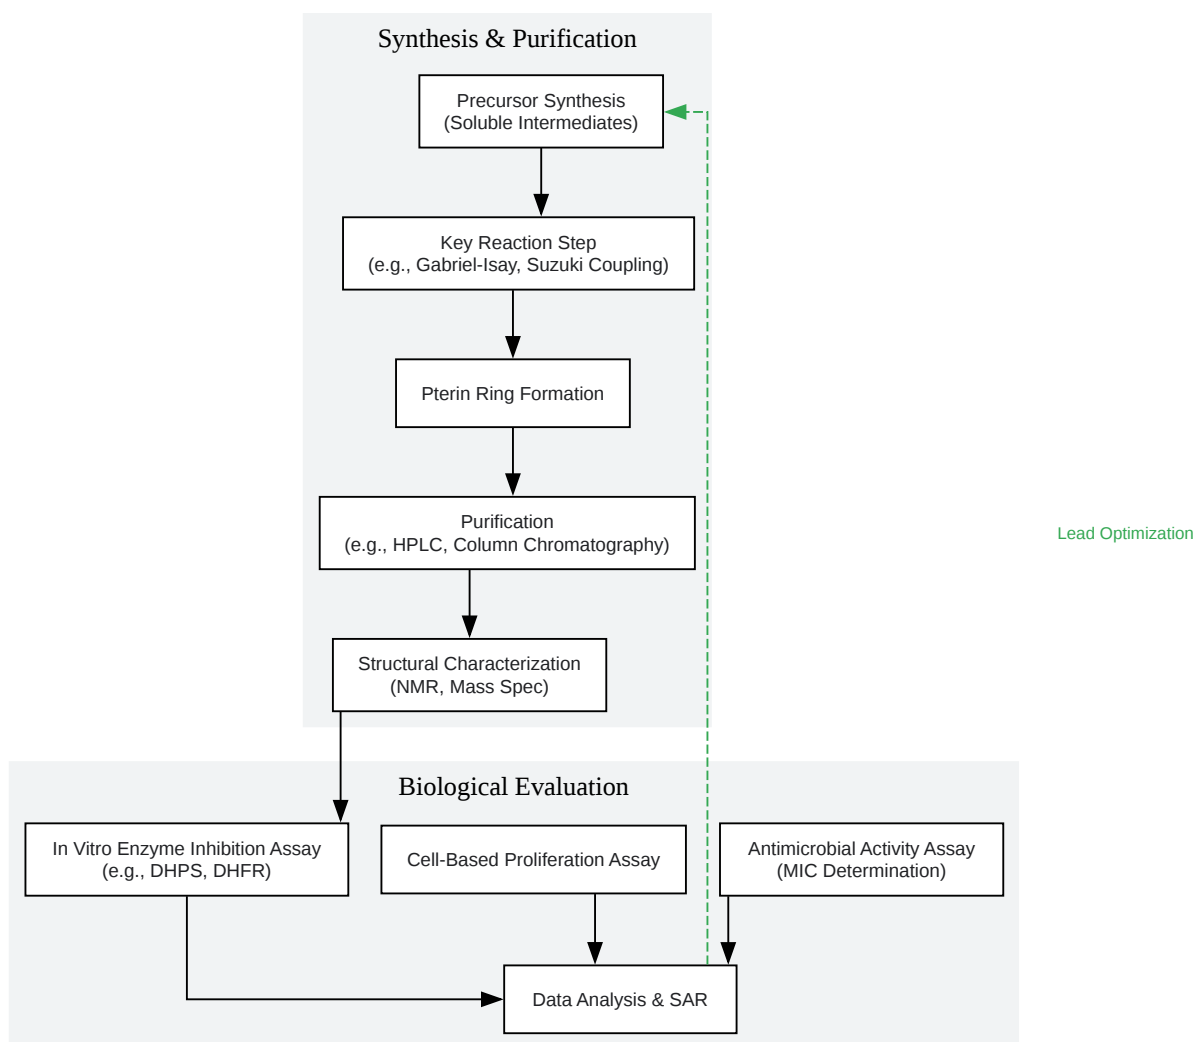 Synthesis & Purification
Precursor Synthesis
(Soluble Intermediates)
Key Reaction Step
(e.g., Gabriel-Isay, Suzuki Coupling)
Pterin Ring Formation
Purification
(e.g., HPLC, Column Chromatography)
Lead Optimization
Structural Characterization
(NMR, Mass Spec)
Biological Evaluation
In Vitro Enzyme Inhibition Assay
(e.g., DHPS, DHFR)
Cell-Based Proliferation Assay
Antimicrobial Activity Assay
(MIC Determination)
Data Analysis & SAR